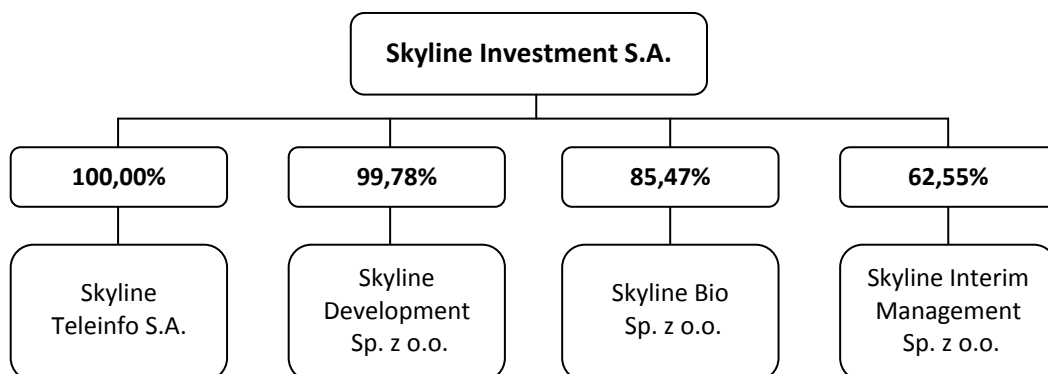 Skyline Investment S.A.
100,00%
99,78%
85,47%
62,55%
Skyline
Teleinfo S.A.
Skyline
Development
Sp. z o.o.
Skyline Bio
Sp. z o.o.
Skyline Interim
Management
Sp. z o.o.